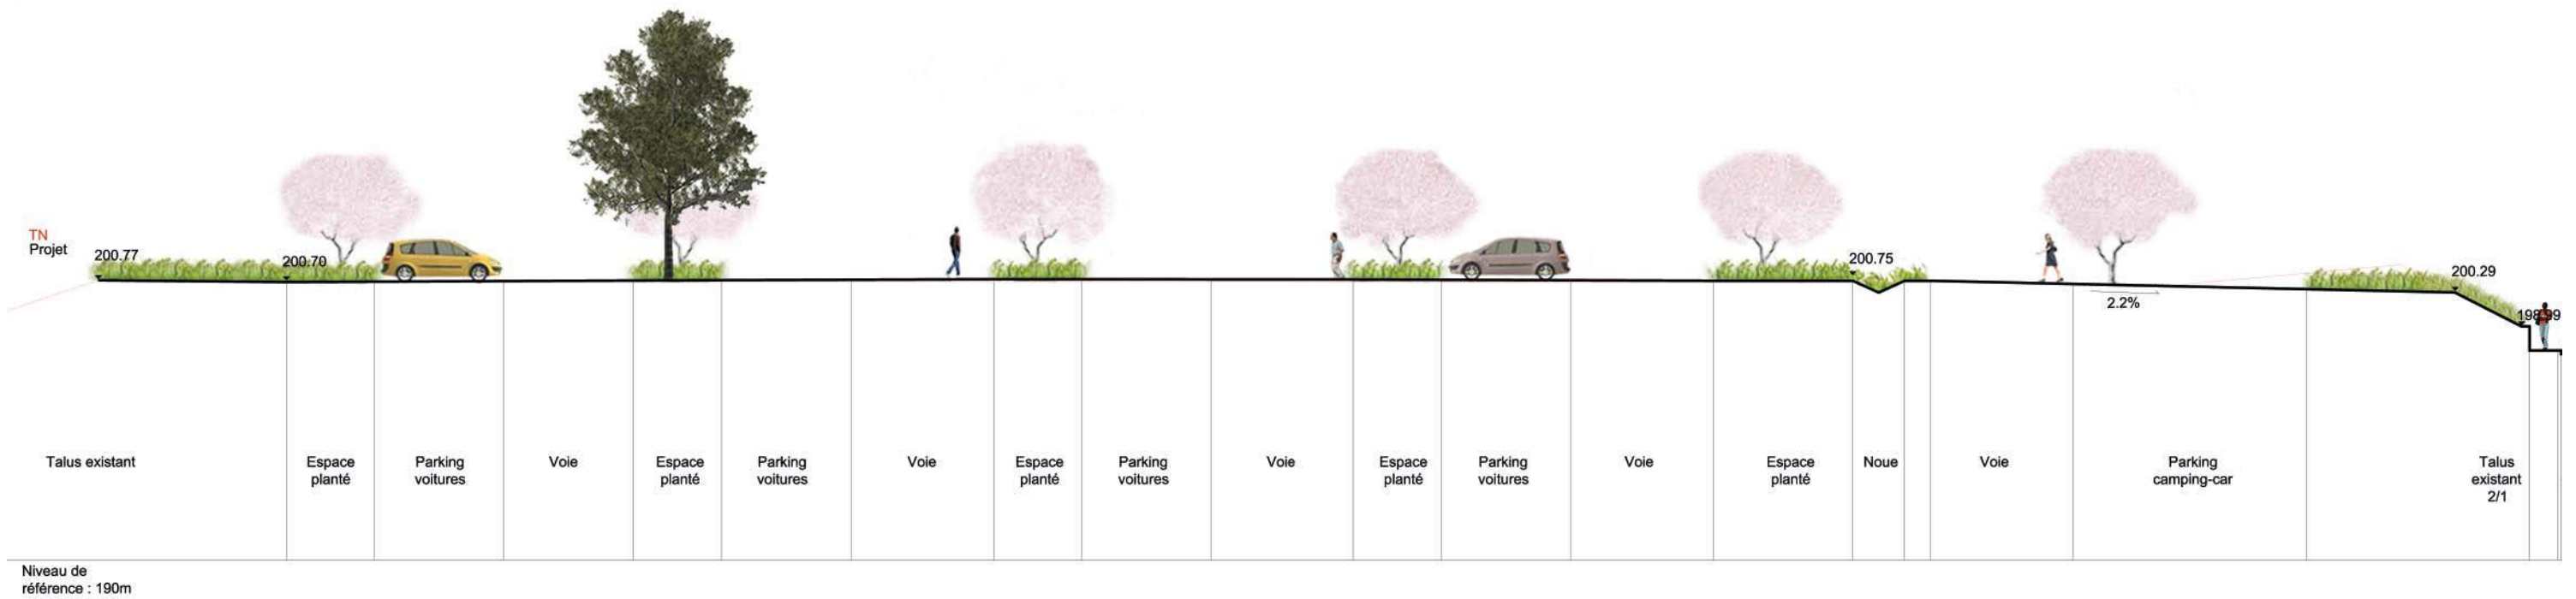 TN
Projet
200.77
200.70
200.75
200.29
2.2%
Talus existant
Espace
planté
Parking
voitures
Voie
Espace
planté
Parking
voitures
Voie
Espace
planté
Parking
voitures
Voie
Espace
planté
Parking
voitures
Voie
Espace
planté
Noue
Voie
Parking
camping-car
Talus
existant
2/1
Niveau de
référence : 190m